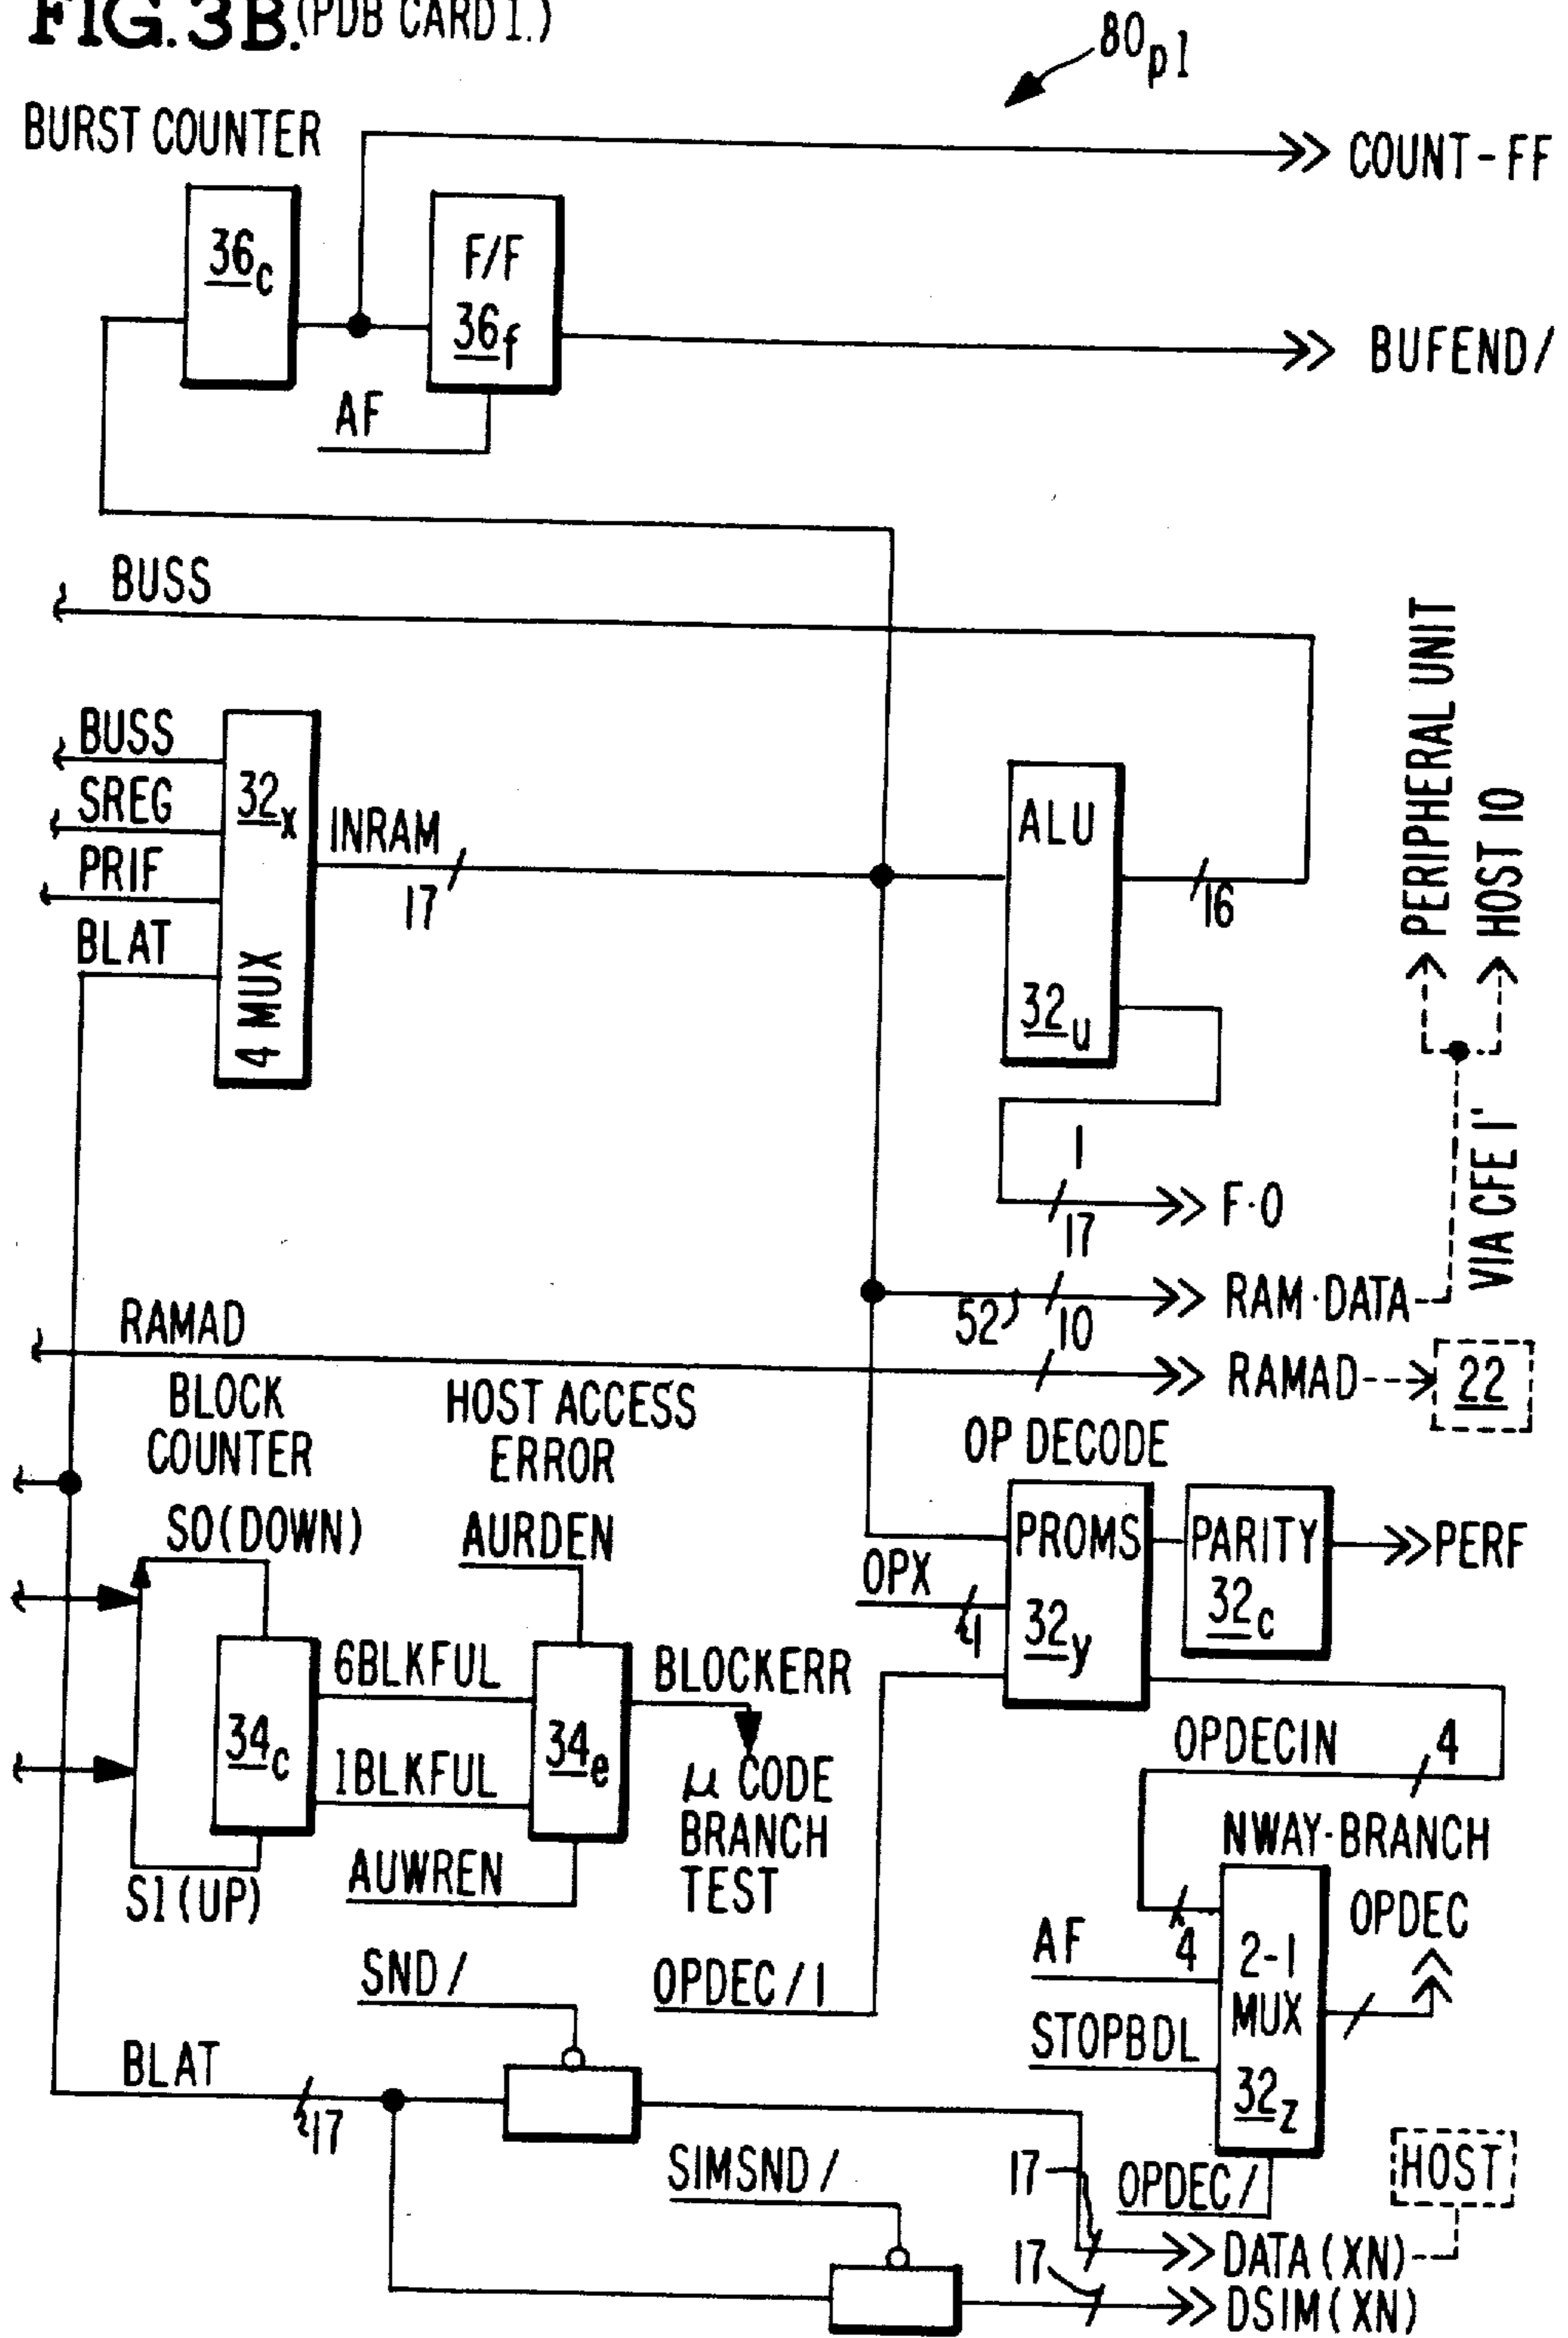 FIG. 3B. (PDB CARD 1.)
80p1
BURST COUNTER
COUNT-FF
36c
F/F
36f
BUFEND/
AF
BUSS
BUSS
SREG
PRIF
BLAT
32x
4 MUX
INRAM
17
ALU
32u
16
PERIPHERAL UNIT
HOST IO
VIA CFE 1'
1
17
F·O
52
10
RAM·DATA
RAMAD
RAMAD
22
BLOCK
COUNTER
HOST ACCESS
ERROR
OP DECODE
SO(DOWN)
AURDEN
PROMS
32y
PARITY
32c
PERF
OPX
1
34c
6BLKFUL
1BLKFUL
34e
BLOCKERR
µ CODE
BRANCH
TEST
OPDECIN
4
NWAY-BRANCH
S1(UP)
AUWREN
OPDEC
4
AF
2-1
MUX
32z
SND/
OPDEC/1
STOPBDL
BLAT
17
SIMSND/
17
OPDEC/
HOST
DATA(XN)
17
DSIM(XN)